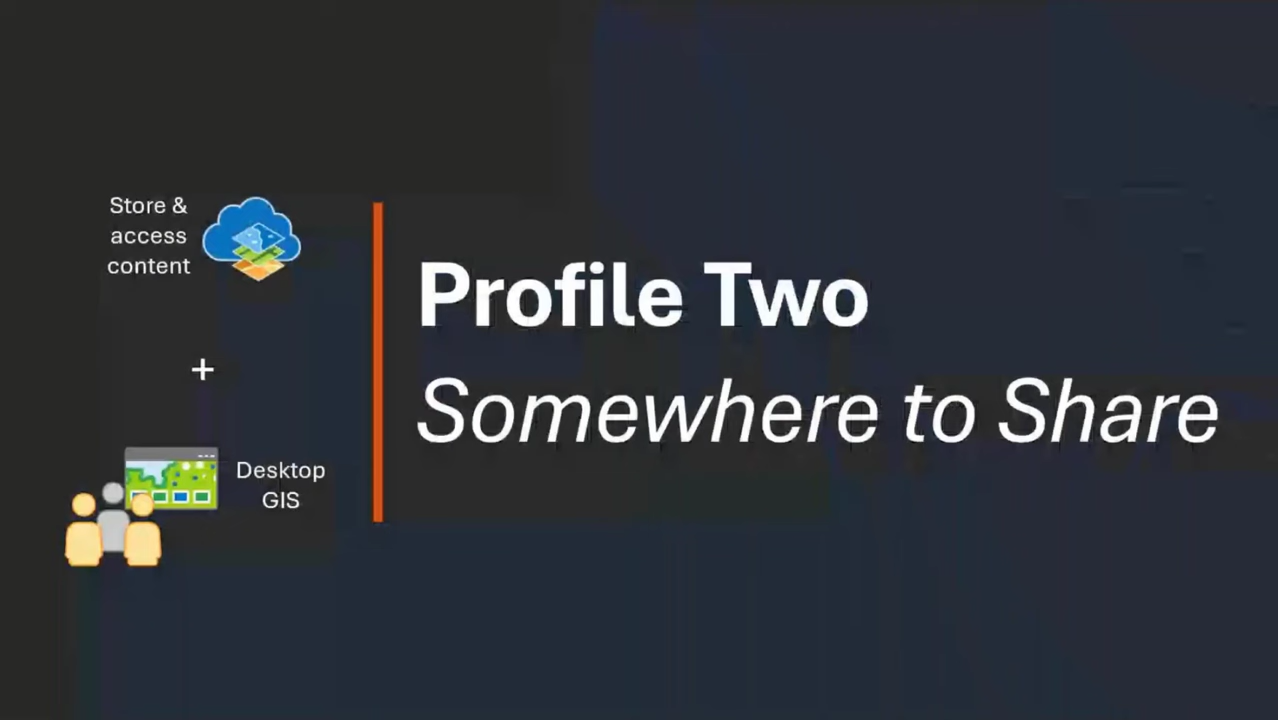 Store &
access
content
+
Desktop
GIS
Profile Two
Somewhere to Share